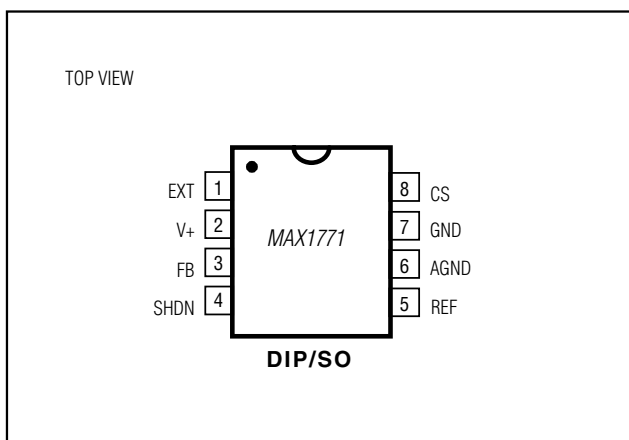 TOP VIEW
EXT 1
V+ 2
FB 3
SHDN 4
MAX1771
8 CS
7 GND
6 AGND
5 REF
DIP/SO